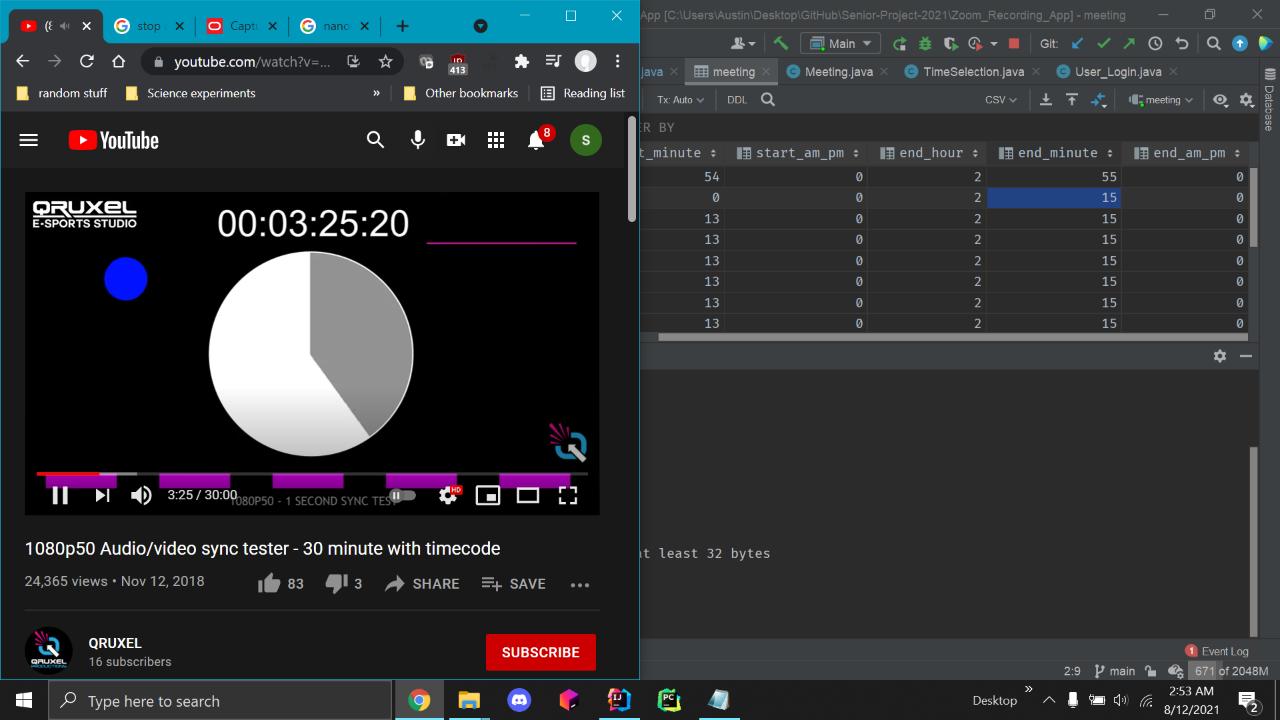 stop
Capt
nano
App [C:\Users\Austin\Desktop\GitHub\Senior-Project-2021\Zoom_Recording_App] - meeting
youtube.com/watch?v=...
413
Main
Git:
random stuff
Science experiments
»
Other bookmarks
Reading list
java
meeting
Meeting.java
TimeSelection.java
User_Login.java
Tx: Auto
DDL
CSV
meeting
Database
YouTube
8
S
ER BY
t_minute
start_am_pm
end_hour
end_minute
end_am_pm
54 0 2 55 0
0 0 2 15 0
13 0 2 15 0
13 0 2 15 0
13 0 2 15 0
13 0 2 15 0
13 0 2 15 0
13 0 2 15 0
QRUXEL
E-SPORTS STUDIO
00:03:25:20
3:25 / 30:00
1080P50 - 1 SECOND SYNC TEST
HD
at least 32 bytes
1080p50 Audio/video sync tester - 30 minute with timecode
24,365 views • Nov 12, 2018
83
3
SHARE
SAVE
QRUXEL
PRODUCTIONS
QRUXEL
16 subscribers
SUBSCRIBE
1 Event Log
2:9
main
671 of 2048M
Type here to search
PC
Desktop
»
2:53 AM
8/12/2021
2